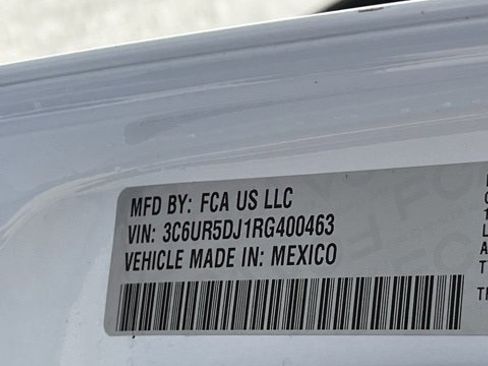 MFD BY: FCA US LLC
VIN: 3C6UR5DJ1RG400463
VEHICLE MADE IN: MEXICO